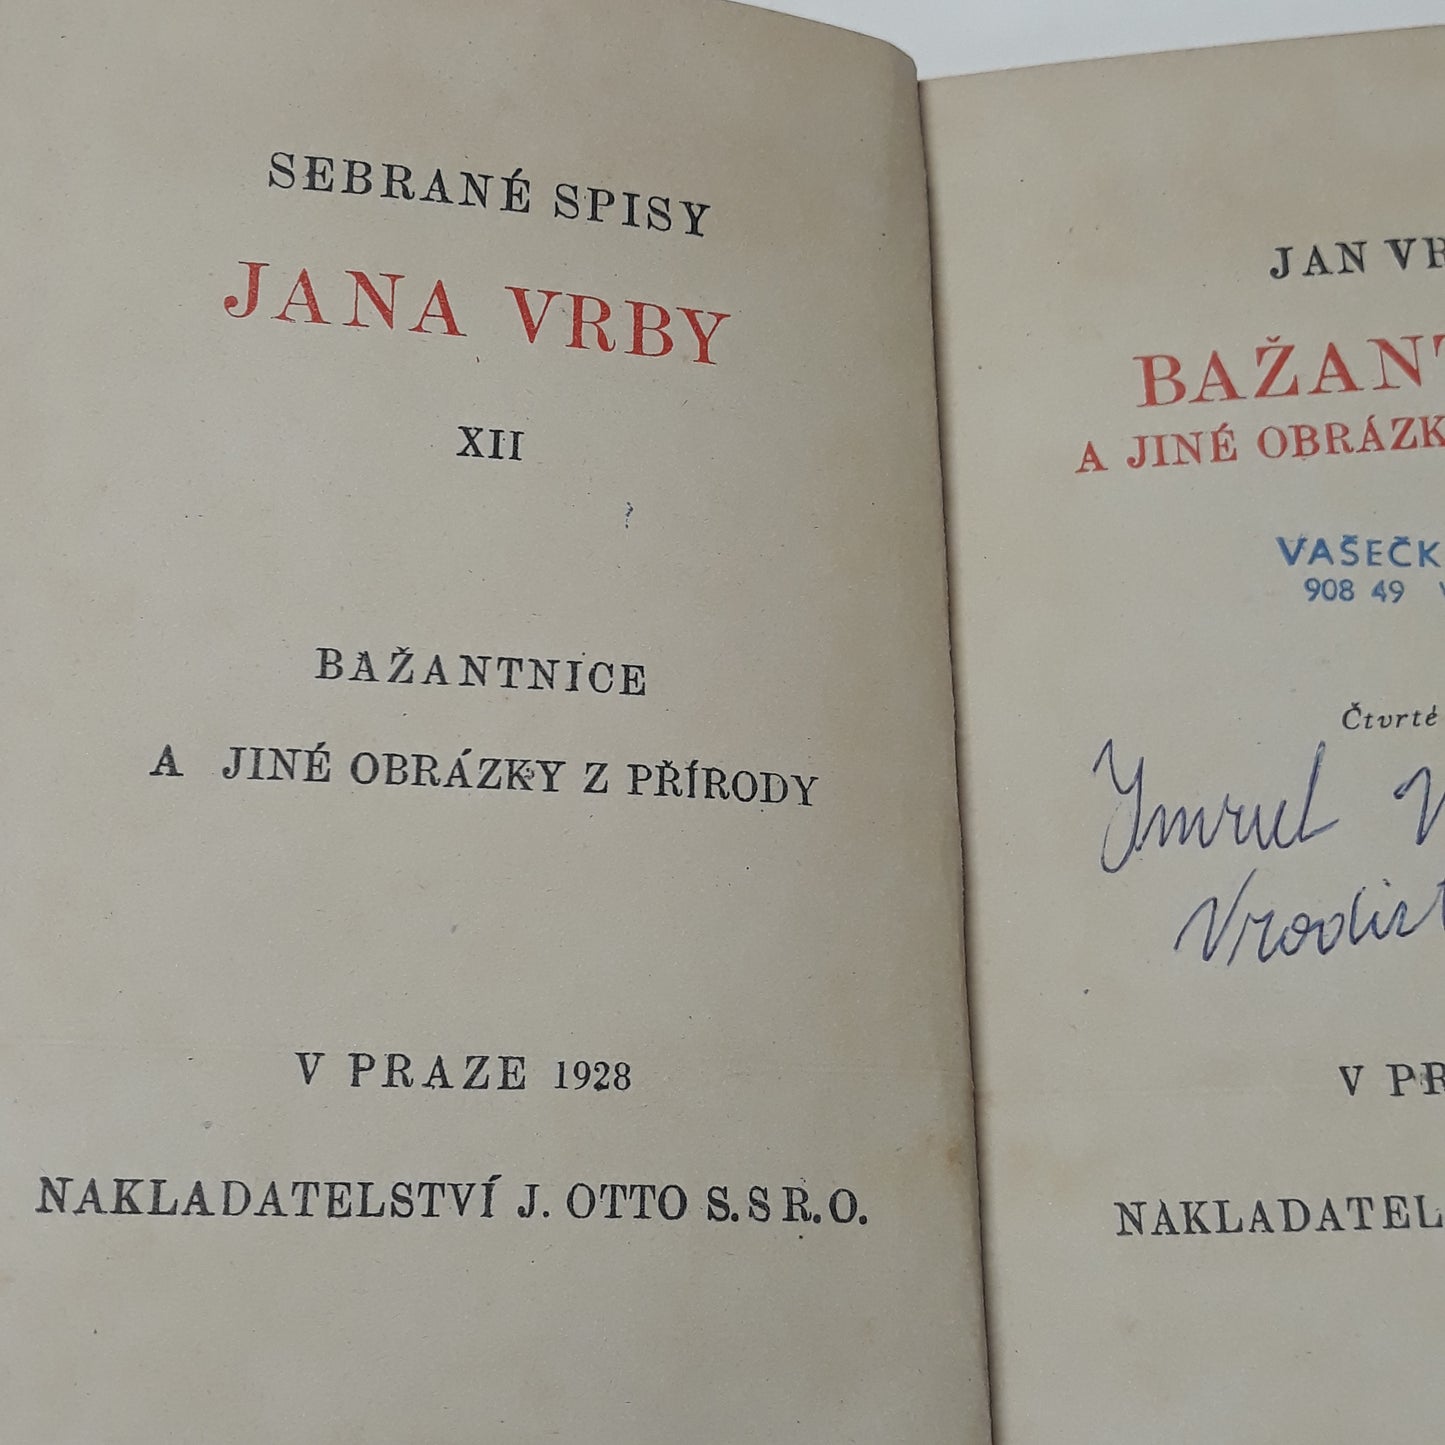 SEBRANÉ SPISY
JANA VRBY
XII
BAŽANTNICE
A JINÉ OBRÁZKY Z PŘÍRODY
V PRAZE 1928
NAKLADATELSTVÍ J. OTTO S.S R.O.
JAN VR
BAŽANT
A JINÉ OBRÁZK
VAŠEČK
908 49
Čtvrté
V PR
NAKLADATEL